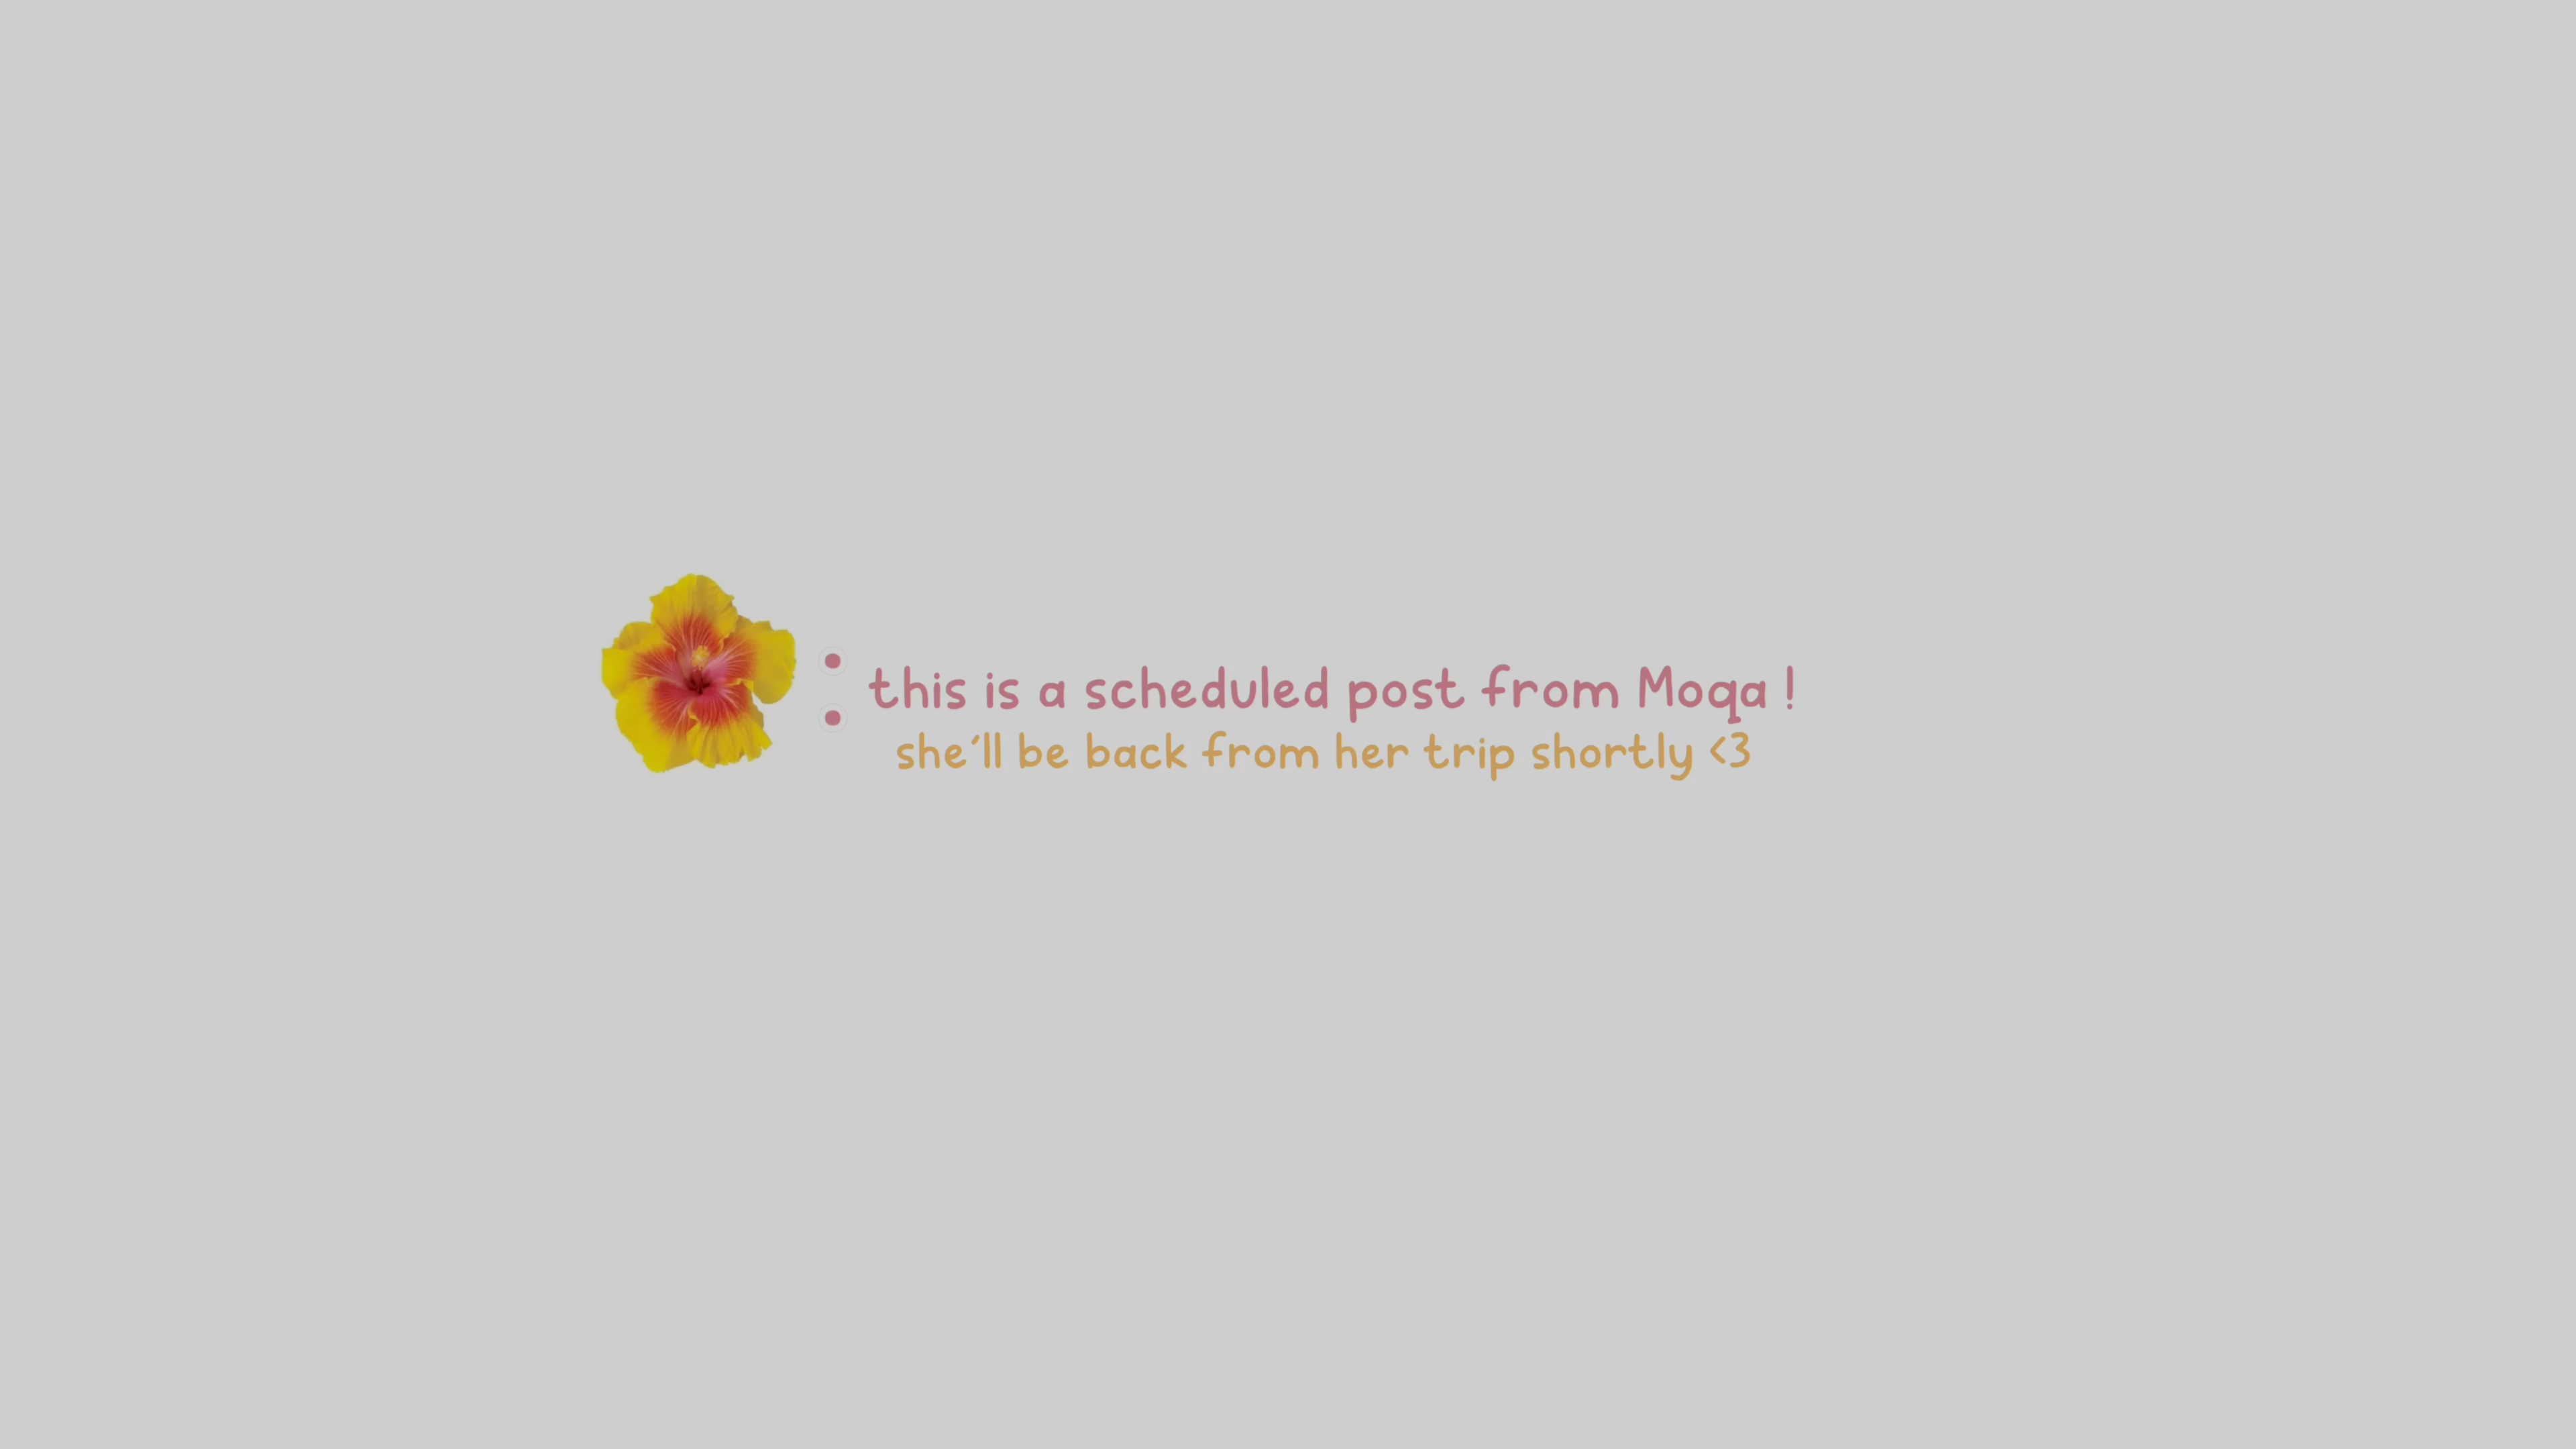 : this is a scheduled post from Moqa !
she'll be back from her trip shortly <3